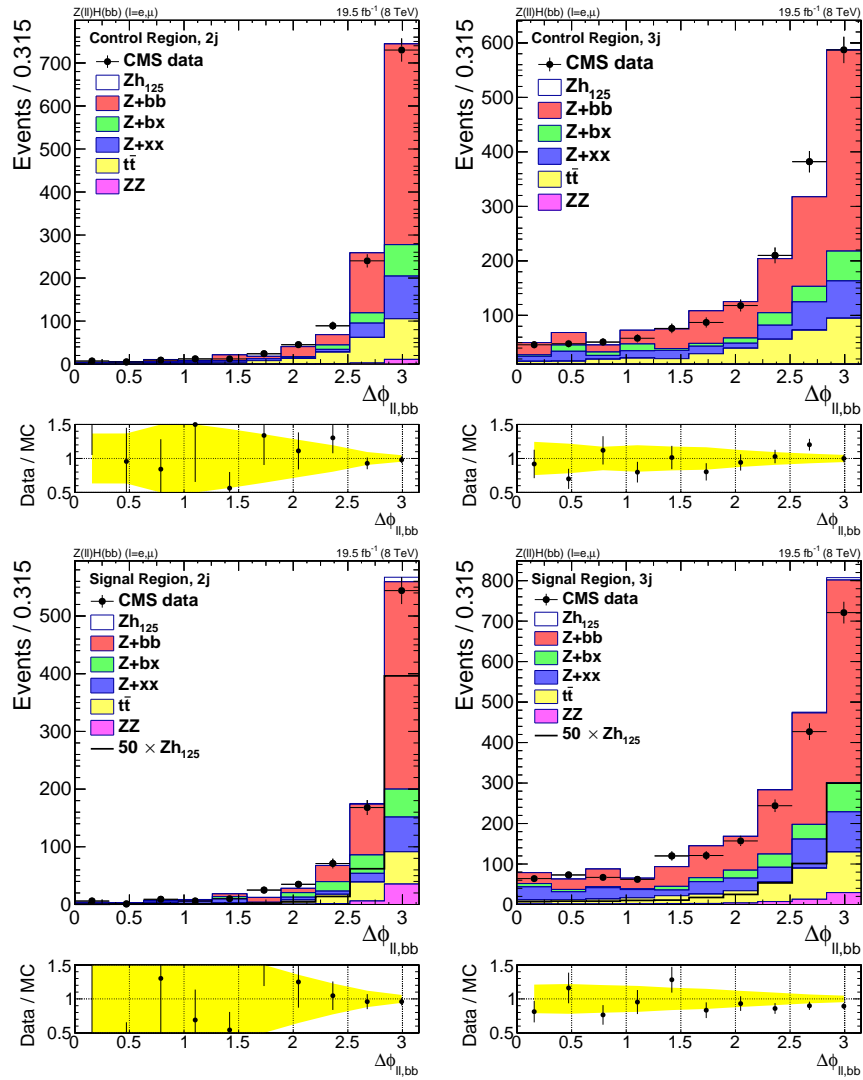 Z(ll)H(bb) (l=e,μ) 19.5 fb⁻¹ (8 TeV)
Control Region, 2j
CMS data
Zh₁₂₅
Z+bb
Z+bx
Z+xx
tt̄
ZZ
Events / 0.315
700
600
500
400
300
200
100
0
0 0.5 1 1.5 2 2.5 3
Δϕ_ll,bb
Data / MC
1.5
1
0.5
0 0.5 1 1.5 2 2.5 3
Δϕ_ll,bb
Z(ll)H(bb) (l=e,μ) 19.5 fb⁻¹ (8 TeV)
Control Region, 3j
CMS data
Zh₁₂₅
Z+bb
Z+bx
Z+xx
tt̄
ZZ
Events / 0.315
600
500
400
300
200
100
0
0 0.5 1 1.5 2 2.5 3
Δϕ_ll,bb
Data / MC
1.5
1
0.5
0 0.5 1 1.5 2 2.5 3
Δϕ_ll,bb
Z(ll)H(bb) (l=e,μ) 19.5 fb⁻¹ (8 TeV)
Signal Region, 2j
CMS data
Zh₁₂₅
Z+bb
Z+bx
Z+xx
tt̄
ZZ
50 × Zh₁₂₅
Events / 0.315
500
400
300
200
100
0
0 0.5 1 1.5 2 2.5 3
Δϕ_ll,bb
Data / MC
1.5
1
0.5
0 0.5 1 1.5 2 2.5 3
Δϕ_ll,bb
Z(ll)H(bb) (l=e,μ) 19.5 fb⁻¹ (8 TeV)
Signal Region, 3j
CMS data
Zh₁₂₅
Z+bb
Z+bx
Z+xx
tt̄
ZZ
50 × Zh₁₂₅
Events / 0.315
800
700
600
500
400
300
200
100
0
0 0.5 1 1.5 2 2.5 3
Δϕ_ll,bb
Data / MC
1.5
1
0.5
0 0.5 1 1.5 2 2.5 3
Δϕ_ll,bb